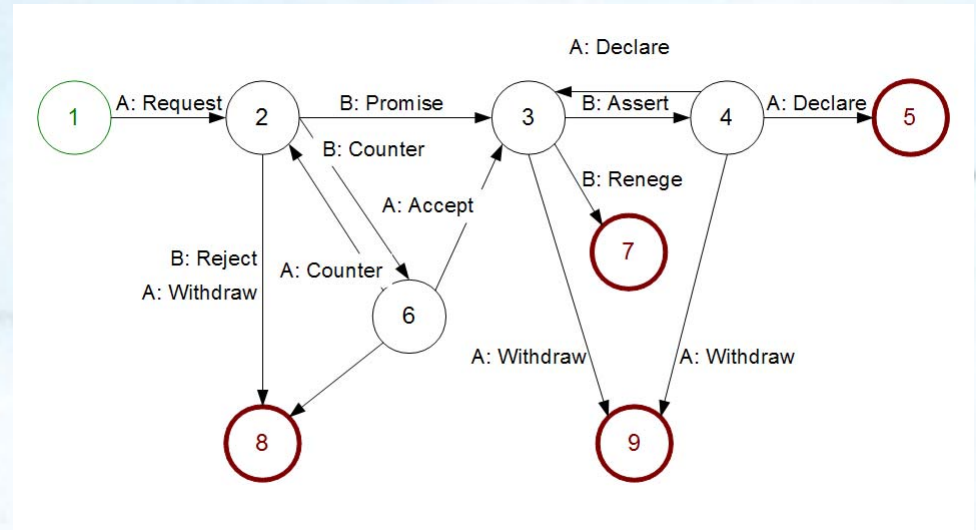 A: Declare
1
A: Request
2
B: Promise
3
B: Assert
4
A: Declare
5
B: Counter
B: Renege
A: Accept
7
B: Reject
A: Counter
A: Withdraw
6
A: Withdraw
A: Withdraw
8
9